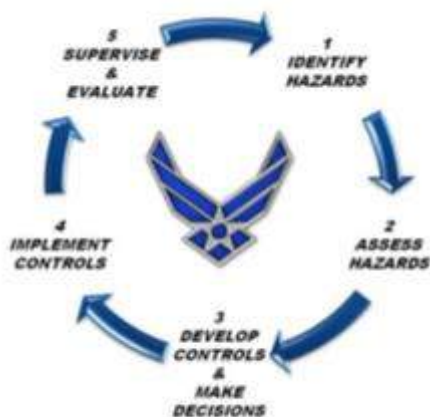 1
IDENTIFY
HAZARDS
2
ASSESS
HAZARDS
3
DEVELOP
CONTROLS
&
MAKE
DECISIONS
4
IMPLEMENT
CONTROLS
5
SUPERVISE
&
EVALUATE